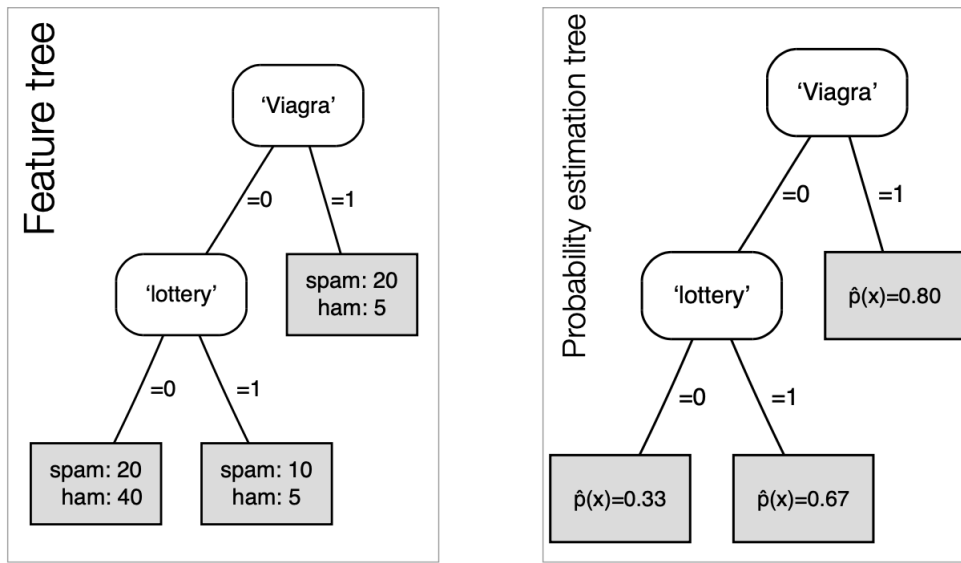 Feature tree
‘Viagra’
=0
=1
‘lottery’
spam: 20
ham: 5
=0
=1
spam: 20
ham: 40
spam: 10
ham: 5
Probability estimation tree
‘Viagra’
=0
=1
‘lottery’
p̂(x)=0.80
=0
=1
p̂(x)=0.33
p̂(x)=0.67